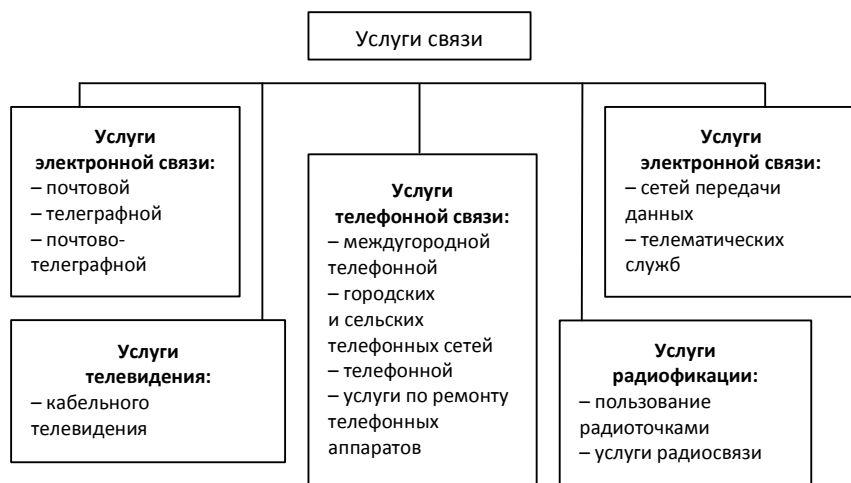 Услуги связи
Услуги
электронной связи:
– почтовой
– телеграфной
– почтово-
телеграфной
Услуги
телевидения:
– кабельного
телевидения
Услуги
телефонной связи:
– междугородной
телефонной
– городских
и сельских
телефонных сетей
– телефонной
– услуги по ремонту
телефонных
аппаратов
Услуги
электронной связи:
– сетей передачи
данных
– телематических
служб
Услуги
радиофикации:
– пользование
радиоточками
– услуги радиосвязи